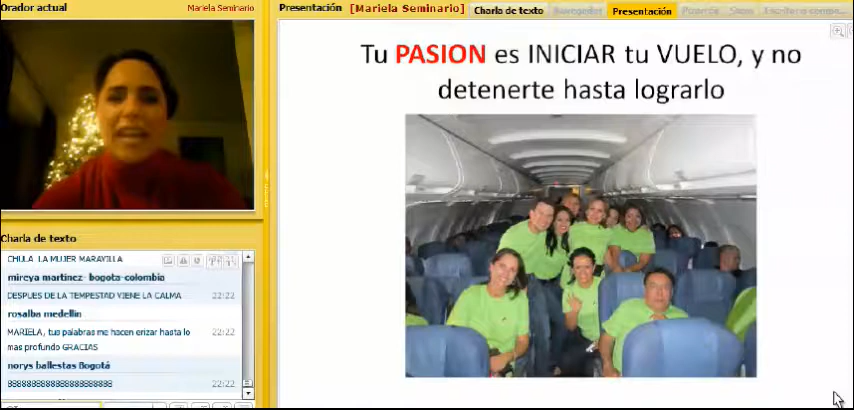 Orador actual
Mariela Seminario
Presentación [Mariela Seminario]
Charla de texto
Navegador
Presentación
Pizarrón
Tu PASION es INICIAR tu VUELO, y no
detenerte hasta lograrlo
Charla de texto
CHULA LA MUJER MARAVILLA
mireya martinez- bogota-colombia
DESPUES DE LA TEMPESTAD VIENE LA CALMA
22:22
rosalba medellin
MARIELA, tus palabras me hacen erizar hasta lo
22:22
mas profundo GRACIAS
norys ballestas Bogotá
22:22